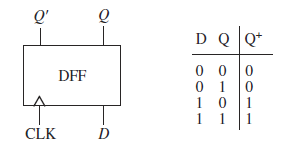 Q' Q
DFF
CLK D
D Q Q⁺
0 0 0
0 1 0
1 0 1
1 1 1